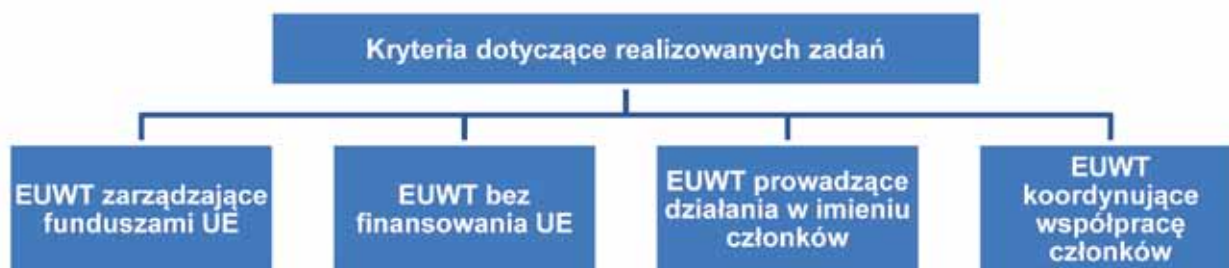 Kryteria dotyczące realizowanych zadań
EUWT zarządzające
funduszami UE
EUWT bez
finansowania UE
EUWT prowadzące
działania w imieniu
członków
EUWT
koordynujące
współpracę
członków